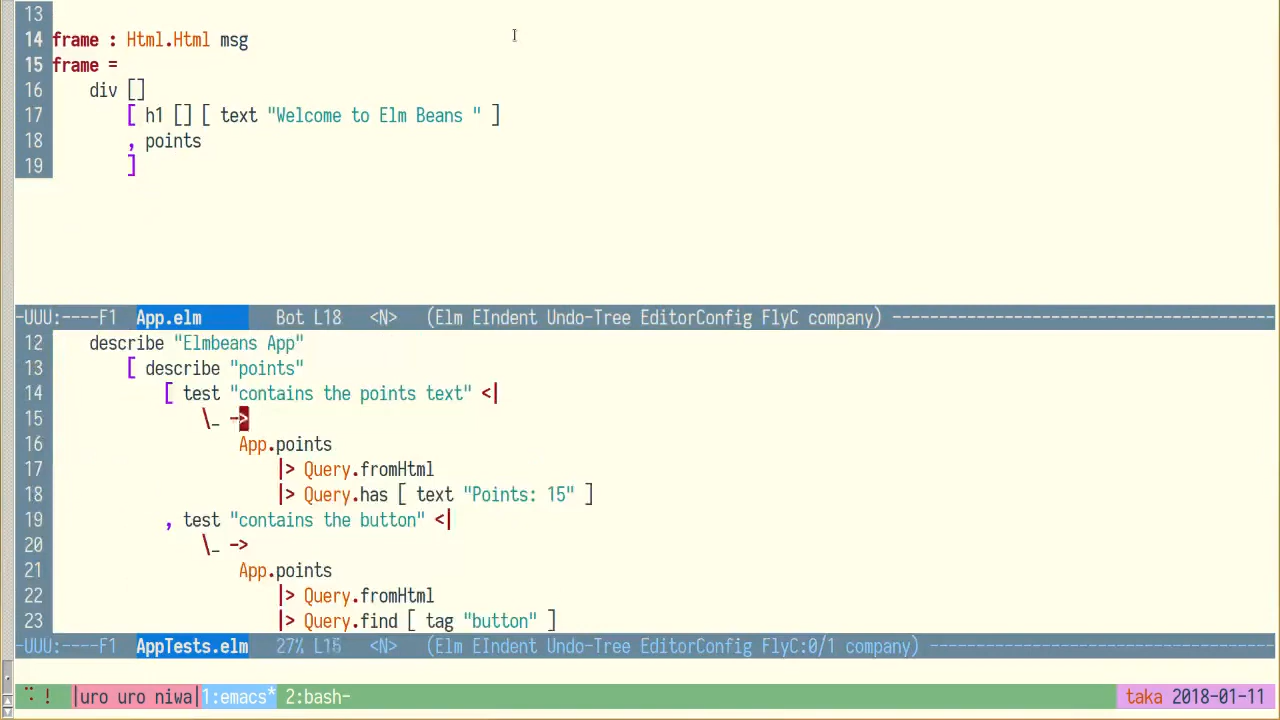 13
14 frame : Html.Html msg
15 frame =
16     div []
17         [ h1 [] [ text "Welcome to Elm Beans " ]
18         , points
19         ]
-UUU:----F1  App.elm        Bot L18   <N>   (Elm EIndent Undo-Tree EditorConfig FlyC company) -----------------------------------------
12     describe "Elmbeans App"
13         [ describe "points"
14             [ test "contains the points text" <|
15                 \_ ->
16                     App.points
17                         |> Query.fromHtml
18                         |> Query.has [ text "Points: 15" ]
19             , test "contains the button" <|
20                 \_ ->
21                     App.points
22                         |> Query.fromHtml
23                         |> Query.find [ tag "button" ]
-UUU:----F1  AppTests.elm   27% L15   <N>   (Elm EIndent Undo-Tree EditorConfig FlyC:0/1 company) -------------------------------------
! |uro uro niwa|1:emacs* 2:bash- taka 2018-01-11